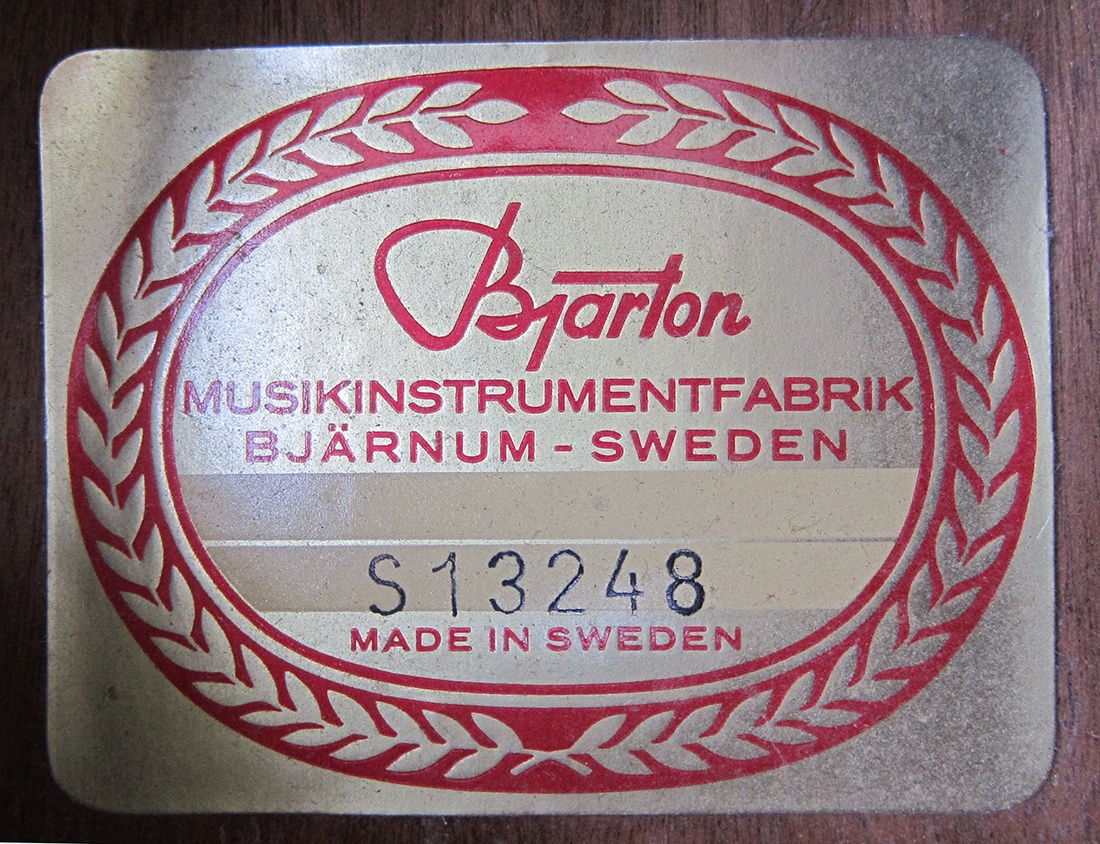 Bjarton
MUSIKINSTRUMENTFABRIK
BJÄRNUM - SWEDEN
S13248
MADE IN SWEDEN